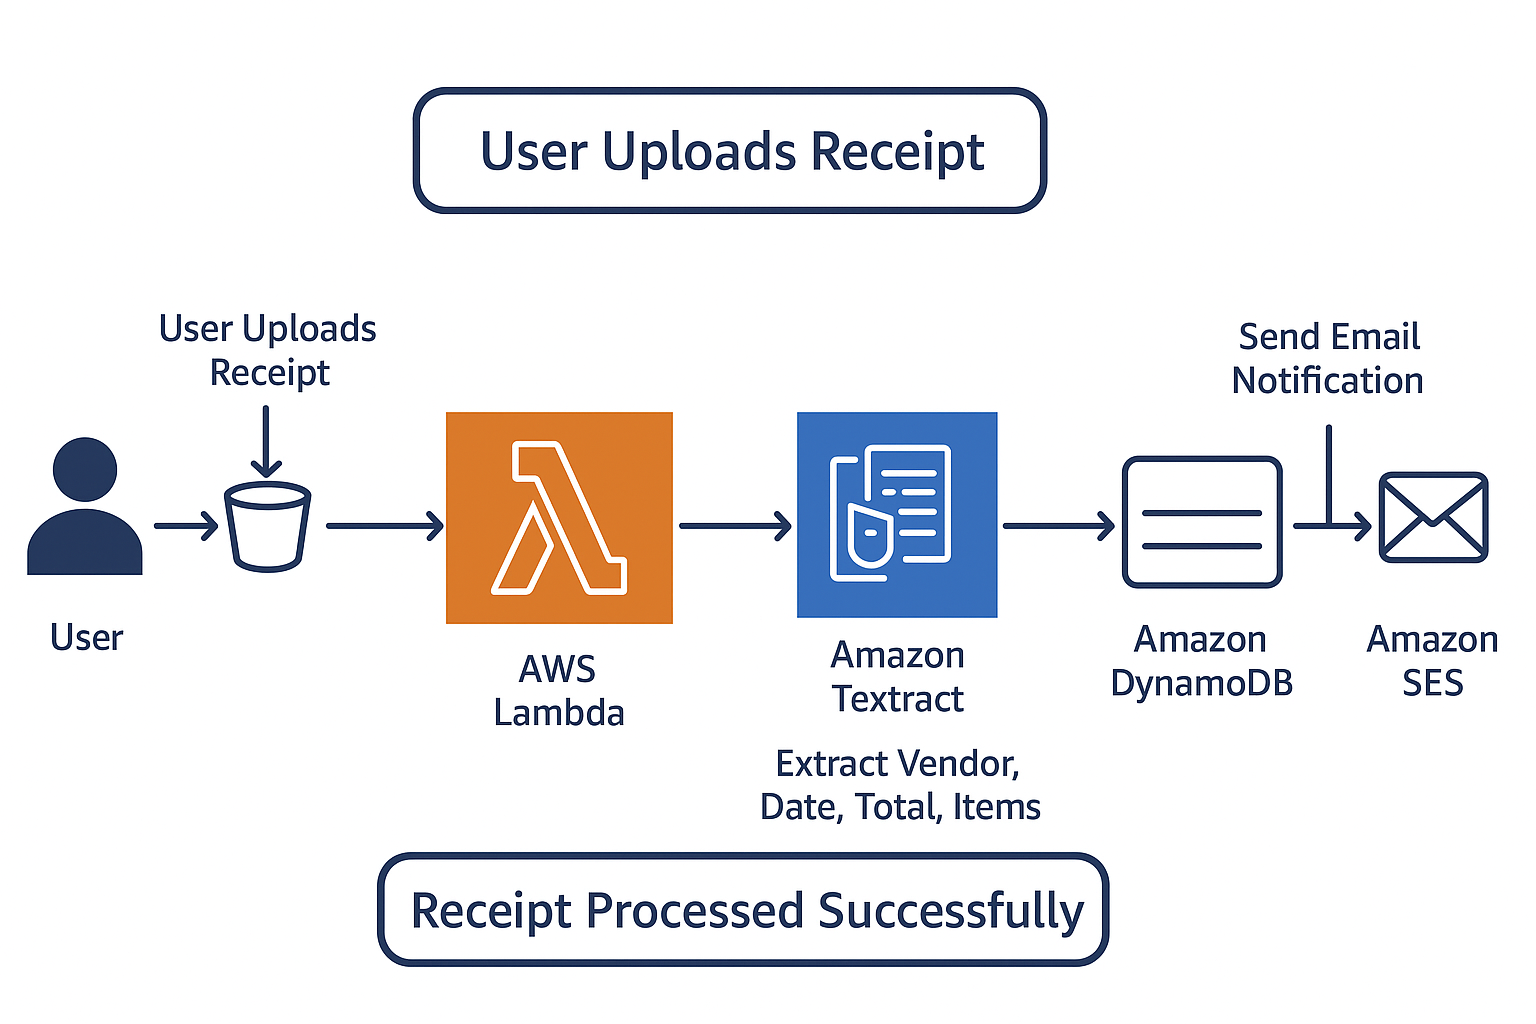 User Uploads Receipt
User Uploads
Receipt
Send Email
Notification
User
AWS
Lambda
Amazon
Textract
Extract Vendor,
Date, Total, Items
Amazon
DynamoDB
Amazon
SES
Receipt Processed Successfully